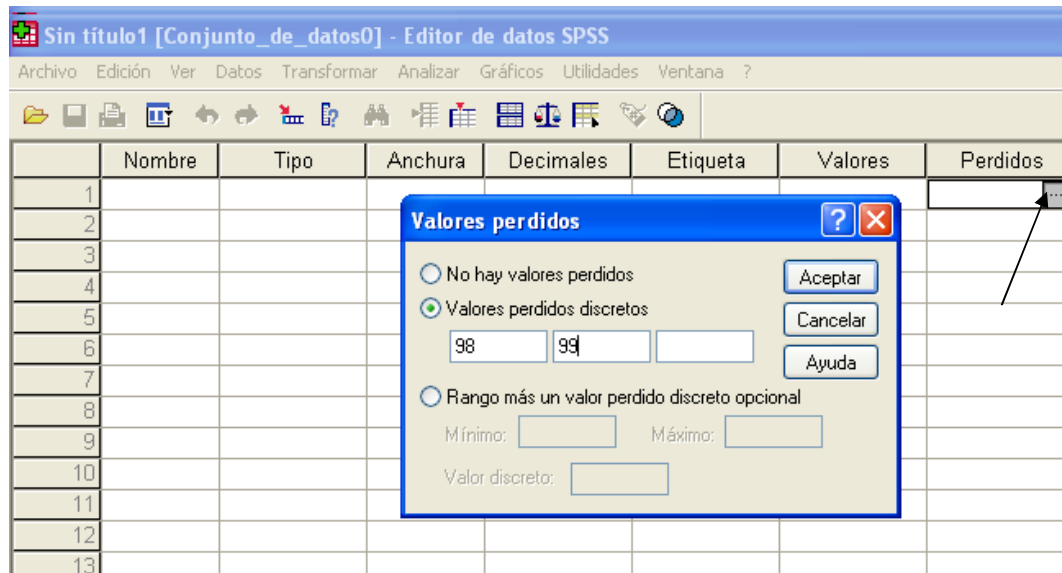 Sin título1 [Conjunto_de_datos0] - Editor de datos SPSS
Archivo Edición Ver Datos Transformar Analizar Gráficos Utilidades Ventana ?
Nombre Tipo Anchura Decimales Etiqueta Valores Perdidos
1
2
3
4
5
6
7
8
9
10
11
12
13
Valores perdidos
No hay valores perdidos
Aceptar
Valores perdidos discretos
Cancelar
98 99
Ayuda
Rango más un valor perdido discreto opcional
Mínimo: Máximo:
Valor discreto: